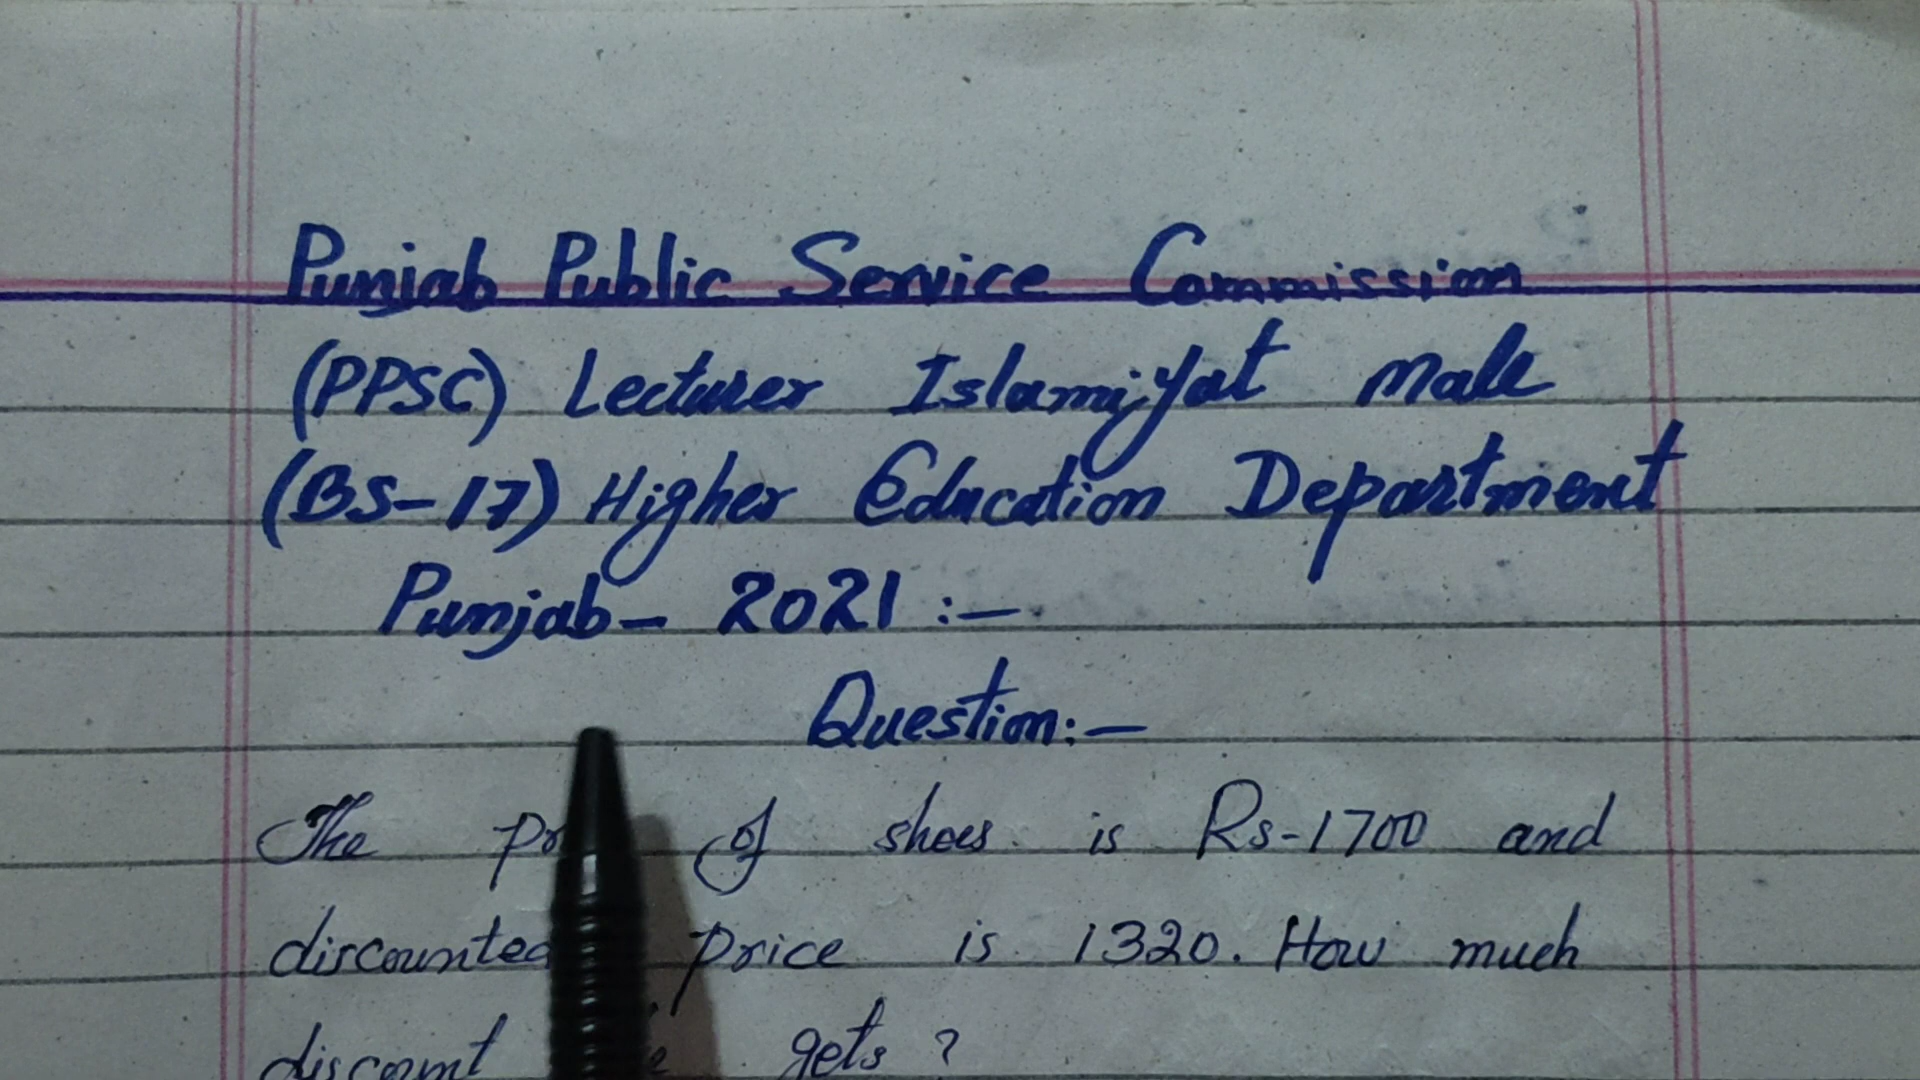 Punjab Public Service Commission
(PPSC) Lecturer Islamiyat Male
(BS-17) Higher Education Department
Punjab- 2021 :-
Question:-
The of shoes is Rs-1700 and
discounted price is 1320. How much
discount gets ?